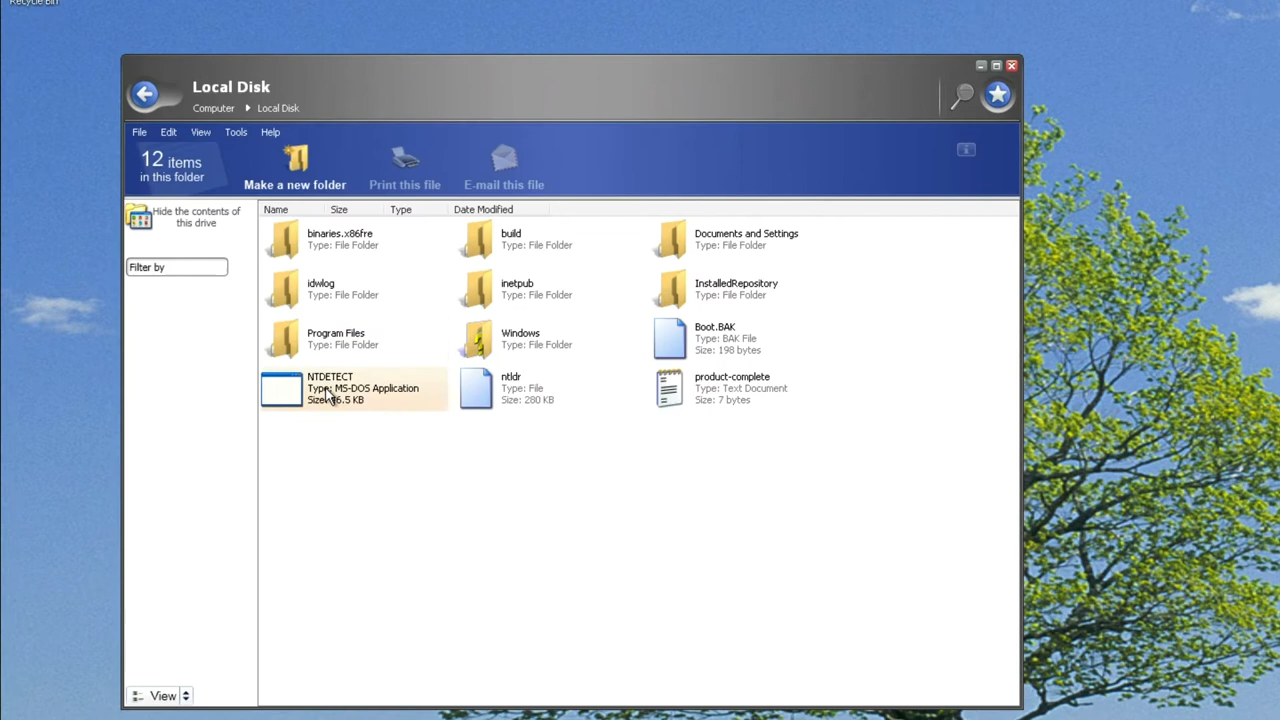 Recycle Bin
Local Disk
Computer Local Disk
File Edit View Tools Help
12 items
in this folder
Make a new folder
Print this file
E-mail this file
Hide the contents of
this drive
Filter by
Name Size Type Date Modified
binaries.x86fre
Type: File Folder
build
Type: File Folder
Documents and Settings
Type: File Folder
idwlog
Type: File Folder
inetpub
Type: File Folder
InstalledRepository
Type: File Folder
Program Files
Type: File Folder
Windows
Type: File Folder
Boot.BAK
Type: BAK File
Size: 198 bytes
NTDETECT
Type: MS-DOS Application
Size: KB
ntldr
Type: File
Size: 280 KB
product-complete
Type: Text Document
Size: 7 bytes
View